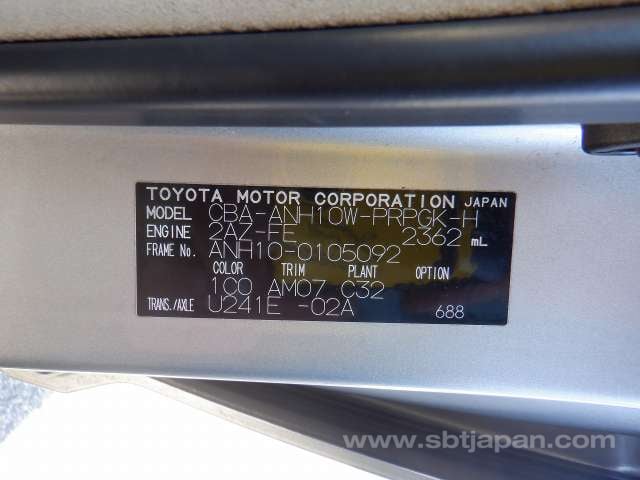 TOYOTA MOTOR CORPORATION JAPAN
MODEL CBA-ANH10W-PRPGK-H
ENGINE 2AZ-FE 2362 mL
FRAME No. ANH10-0105092
COLOR TRIM PLANT OPTION
1C0 AM07 C32
TRANS./AXLE U241E -02A 688
www.sbtjapan.com